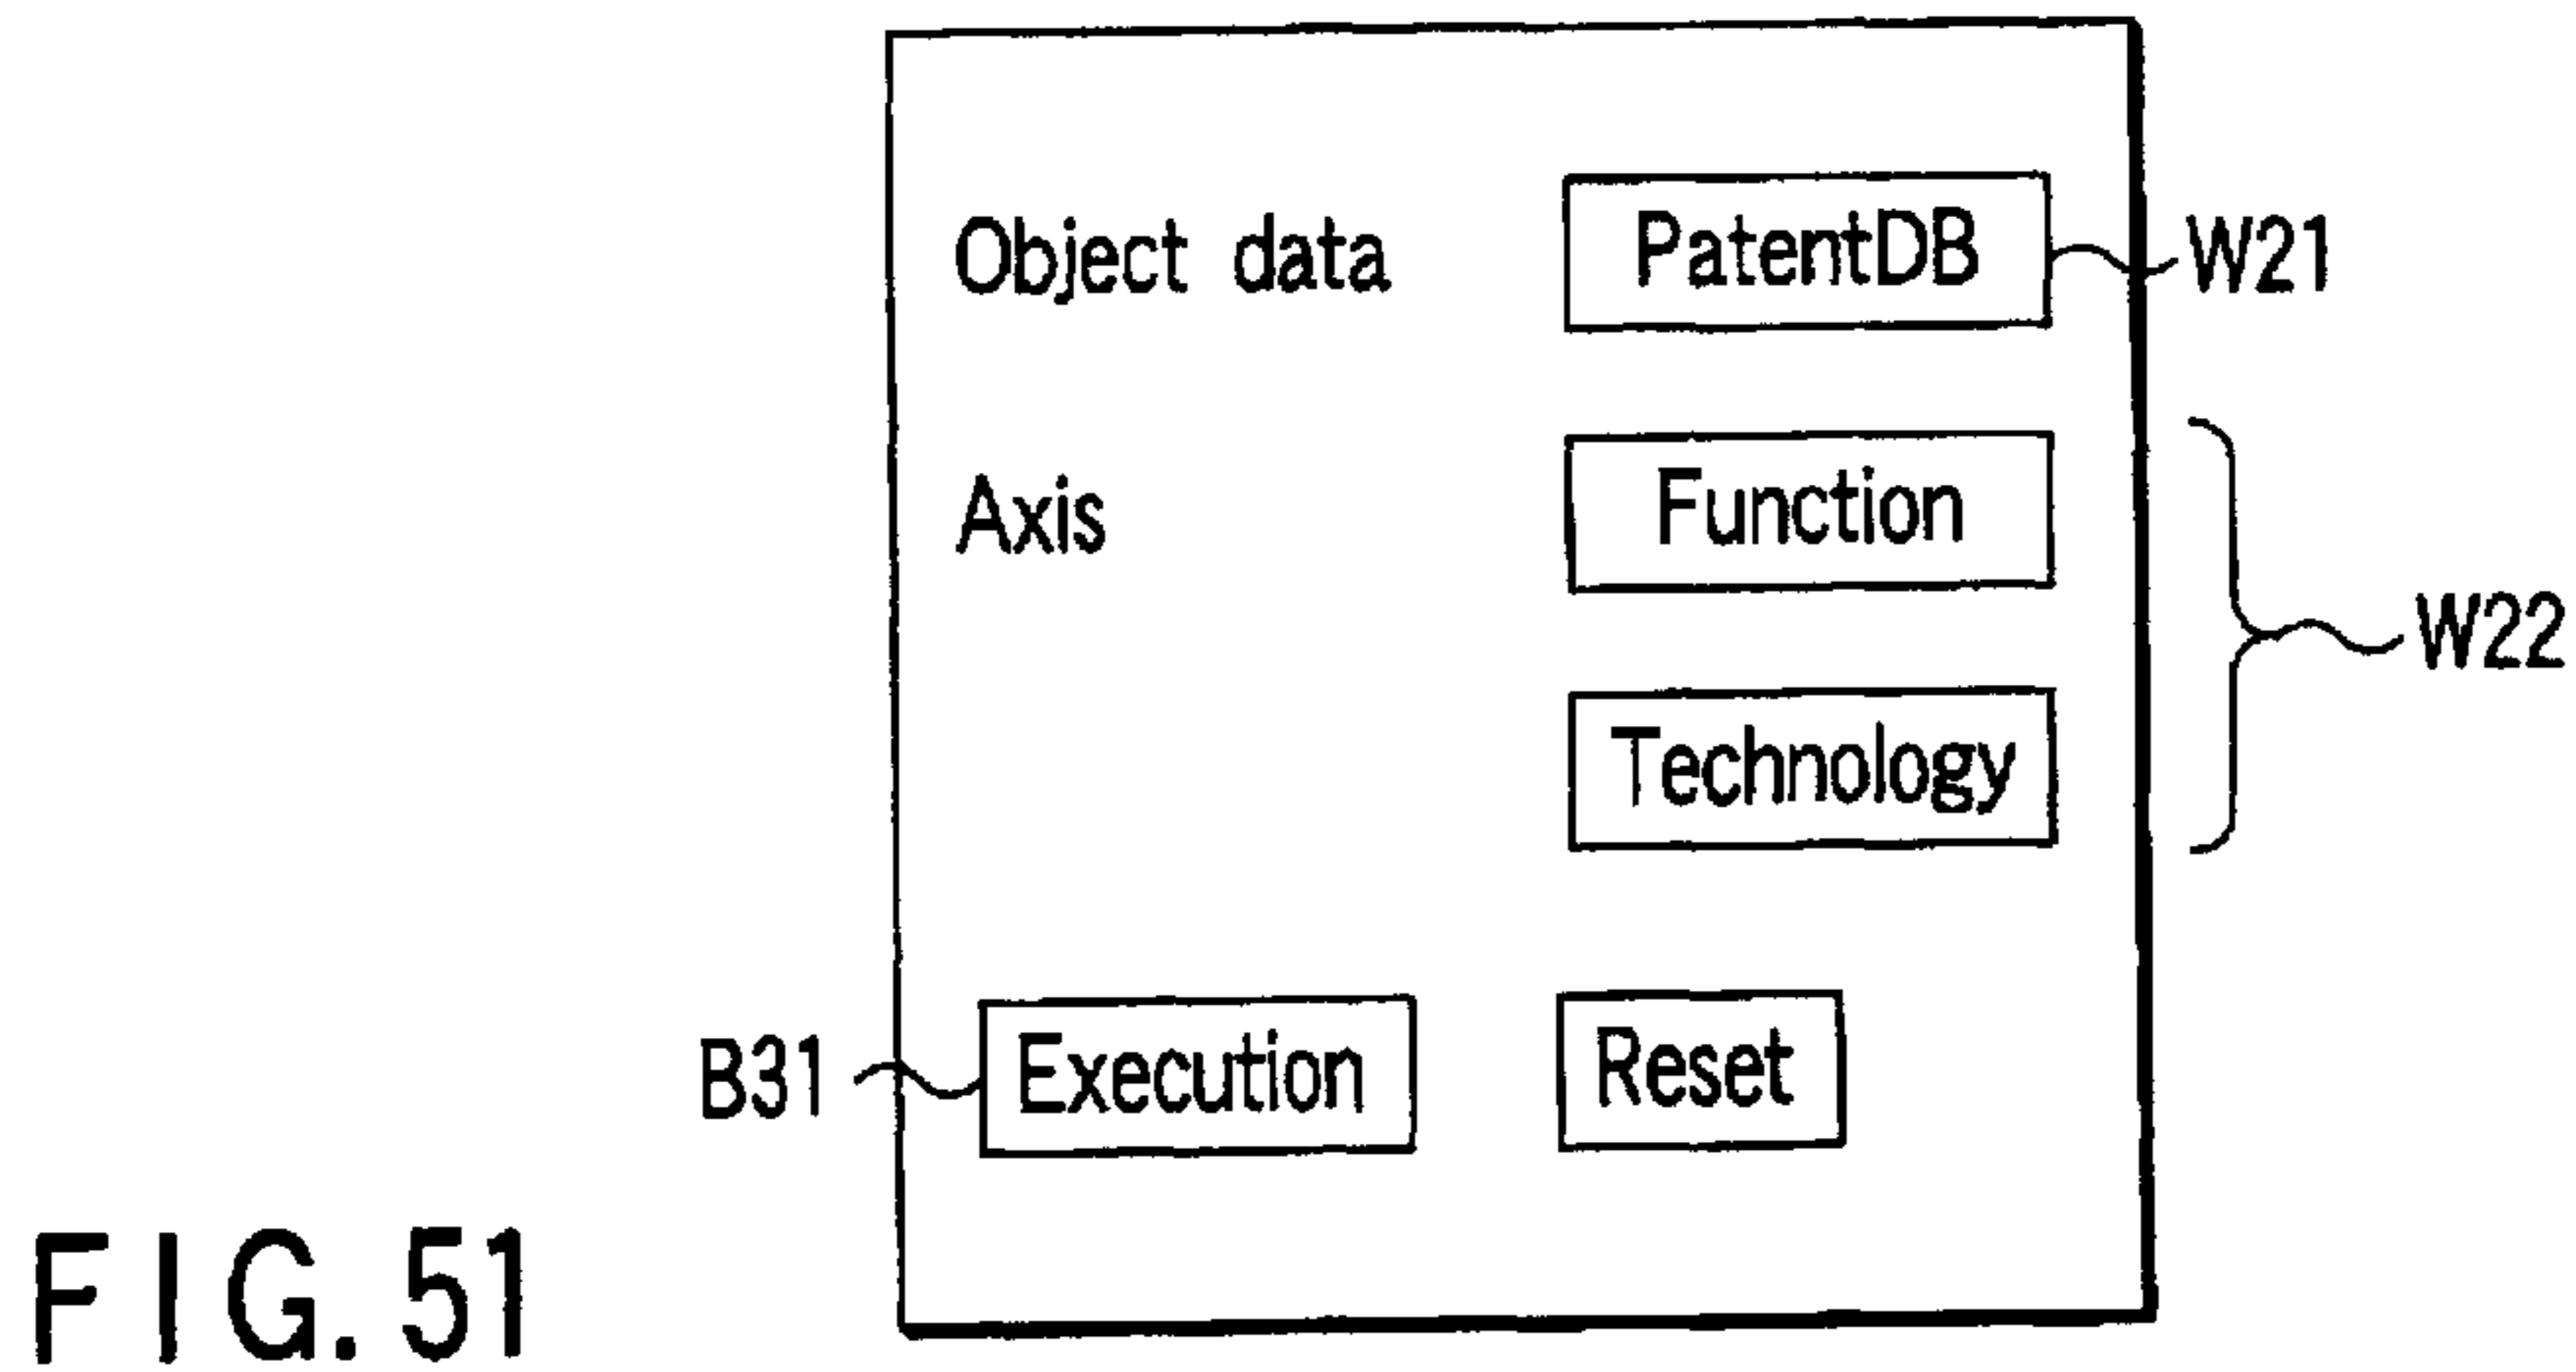 Object data PatentDB W21
Axis Function
W22
Technology
B31 Execution Reset
FIG.51